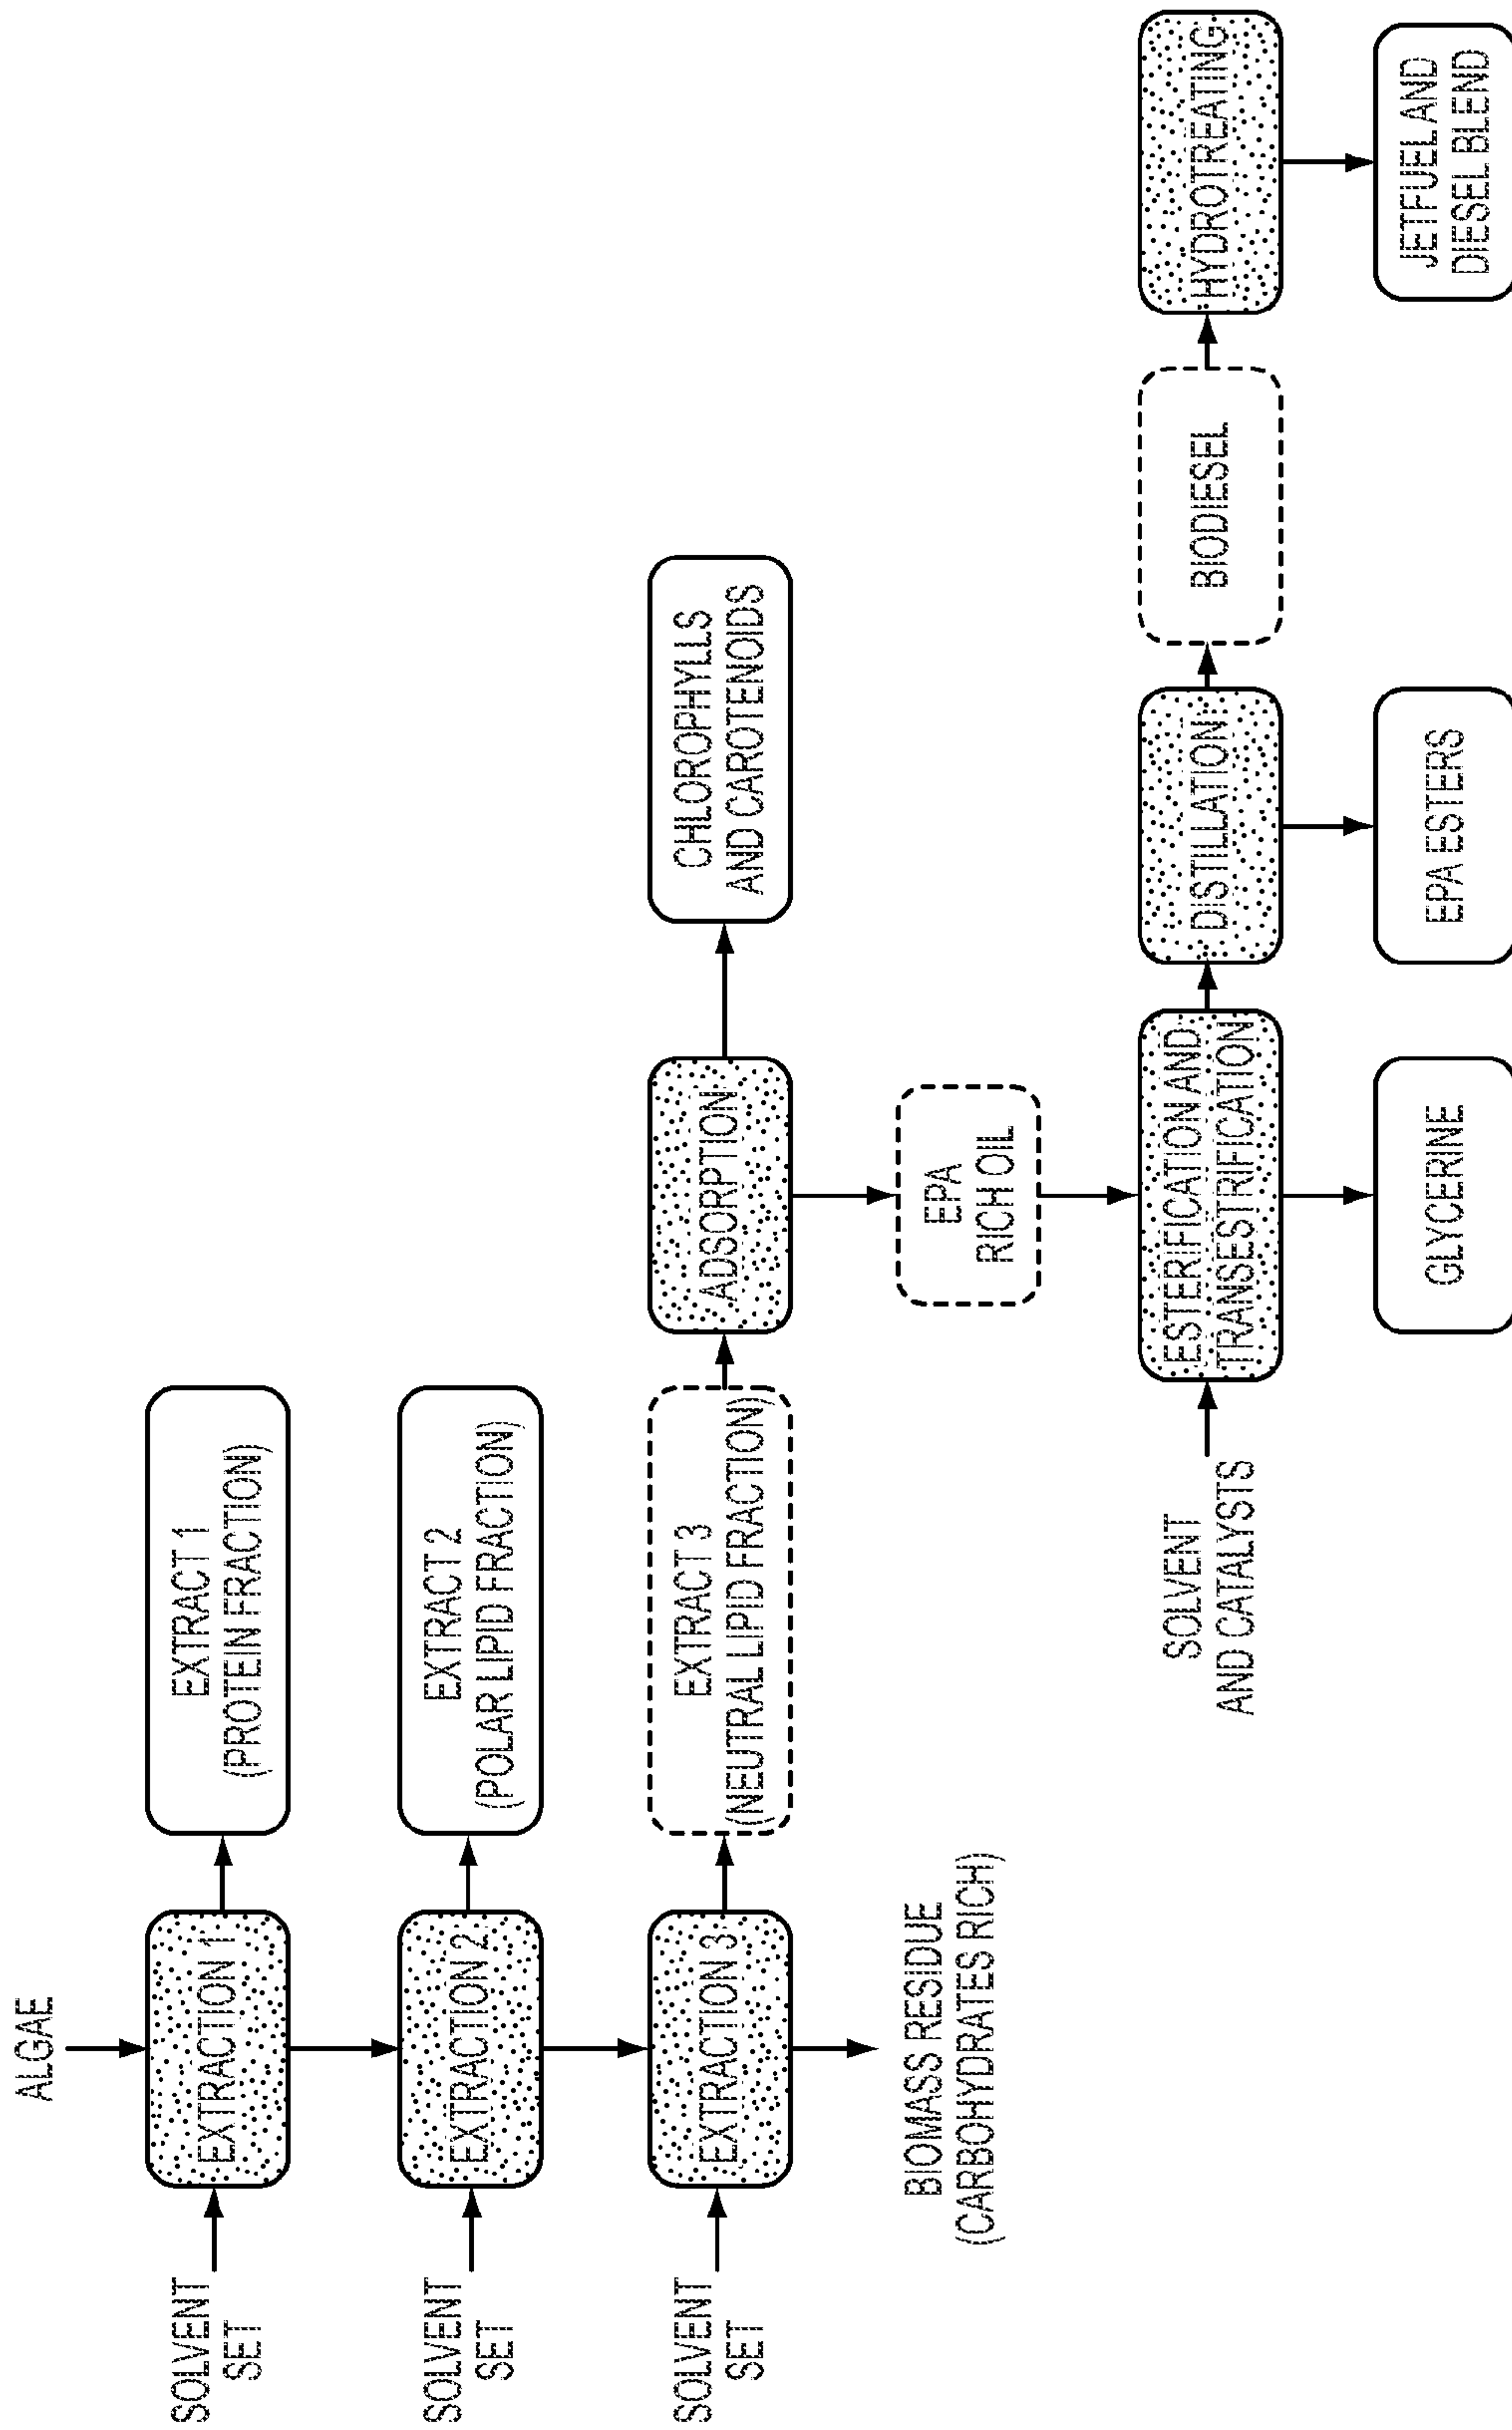 ALGAE
SOLVENT
SET
EXTRACTION 1
EXTRACT 1
(PROTEIN FRACTION)
SOLVENT
SET
EXTRACTION 2
EXTRACT 2
(POLAR LIPID FRACTION)
SOLVENT
SET
EXTRACTION 3
EXTRACT 3
(NEUTRAL LIPID FRACTION)
ADSORPTION
CHLOROPHYLLS
AND CAROTENOIDS
BIOMASS RESIDUE
(CARBOHYDRATES RICH)
EPA
RICH OIL
SOLVENT
AND CATALYSTS
ESTERIFICATION AND
TRANSESTRIFICATION
DISTILLATION
BIODIESEL
HYDROTREATING
GLYCERINE
EPA ESTERS
JETFUEL AND
DIESEL BLEND